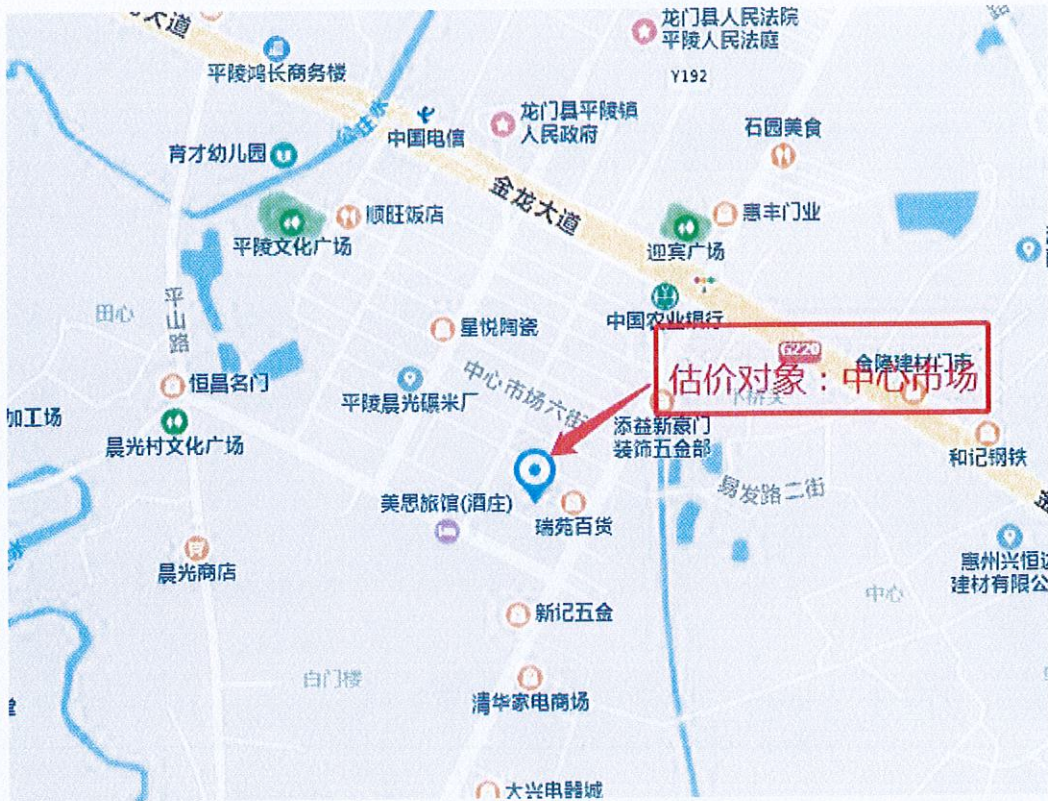 大道
龙门县人民法院
平陵人民法庭
路
平陵鸿长商务楼
Y192
中国电信
龙门县平陵镇
人民政府
石园美食
育才幼儿园
金龙大道
顺旺饭店
惠丰门业
平陵文化广场
迎宾广场
田心
平山路
星悦陶瓷
中国农业银行
G220
估价对象：中心市场
恒昌名门
平陵晨光碾米厂
中心市场六街
加工场
晨光村文化广场
添益新豪门
装饰五金部
和记钢铁
美思旅馆(酒庄)
瑞苑百货
易发路二街
晨光商店
惠州兴恒达
建材有限公
中心
新记五金
白门楼
清华家电商场
大兴电器城